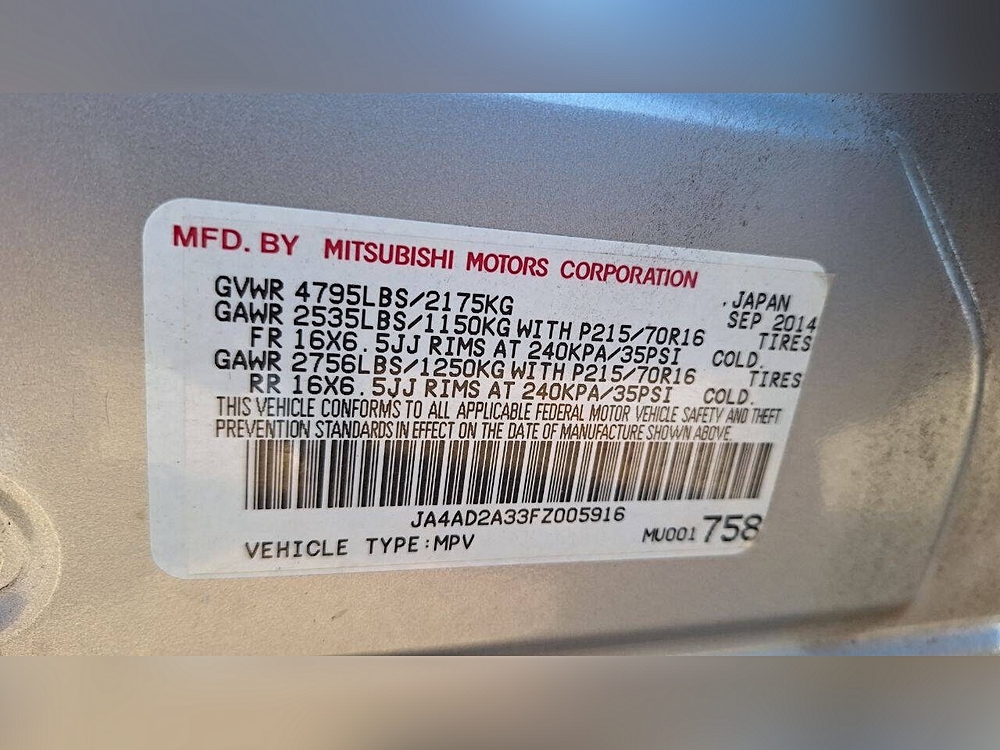 MFD. BY MITSUBISHI MOTORS CORPORATION
GVWR 4795LBS/2175KG .JAPAN
GAWR 2535LBS/1150KG WITH P215/70R16 SEP 2014
FR 16X6.5JJ RIMS AT 240KPA/35PSI COLD. TIRES
GAWR 2756LBS/1250KG WITH P215/70R16 TIRES
RR 16X6.5JJ RIMS AT 240KPA/35PSI COLD.
THIS VEHICLE CONFORMS TO ALL APPLICABLE FEDERAL MOTOR VEHICLE SAFETY AND THEFT
PREVENTION STANDARDS IN EFFECT ON THE DATE OF MANUFACTURE SHOWN ABOVE.
JA4AD2A33FZ005916
VEHICLE TYPE:MPV MU001758